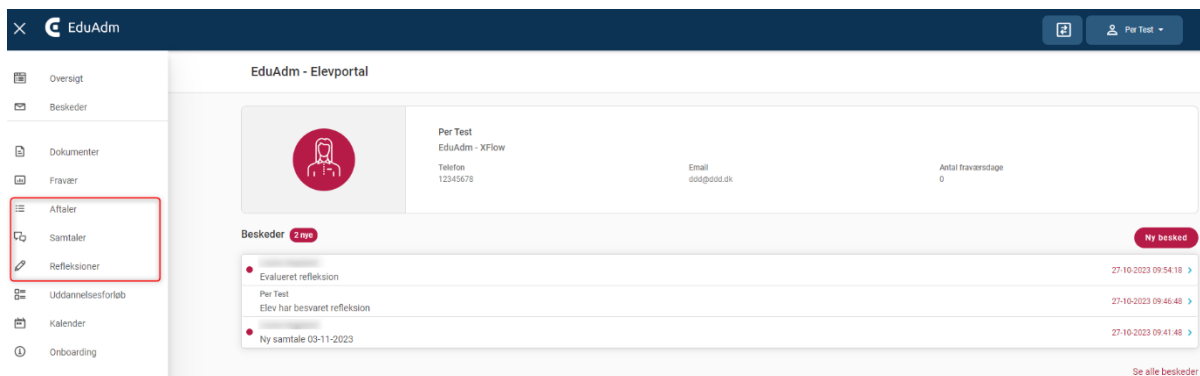 EduAdm
Per Test
Oversigt
Beskeder
Dokumenter
Fravær
Aftaler
Samtaler
Refleksioner
Uddannelsesforløb
Kalender
Onboarding
EduAdm - Elevportal
Per Test
EduAdm - XFlow
Telefon
12345678
Email
ddd@ddd.dk
Antal fraværsdage
0
Beskeder 2 nye
Ny besked
Evalueret refleksion
27-10-2023 09:54:18
Per Test
Elev har besvaret refleksion
27-10-2023 09:46:48
Ny samtale 03-11-2023
27-10-2023 09:41:48
Se alle beskeder